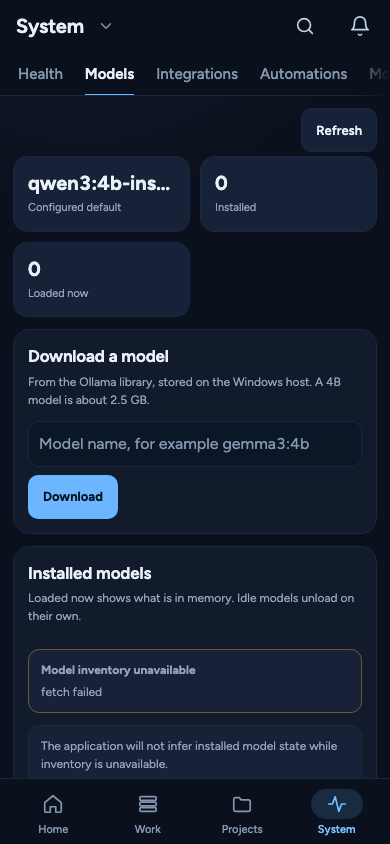 System
Health Models Integrations Automations Mo
Refresh
qwen3:4b-ins...
Configured default
0
Installed
0
Loaded now
Download a model
From the Ollama library, stored on the Windows host. A 4B
model is about 2.5 GB.
Model name, for example gemma3:4b
Download
Installed models
Loaded now shows what is in memory. Idle models unload on
their own.
Model inventory unavailable
fetch failed
The application will not infer installed model state while
inventory is unavailable.
Home Work Projects System